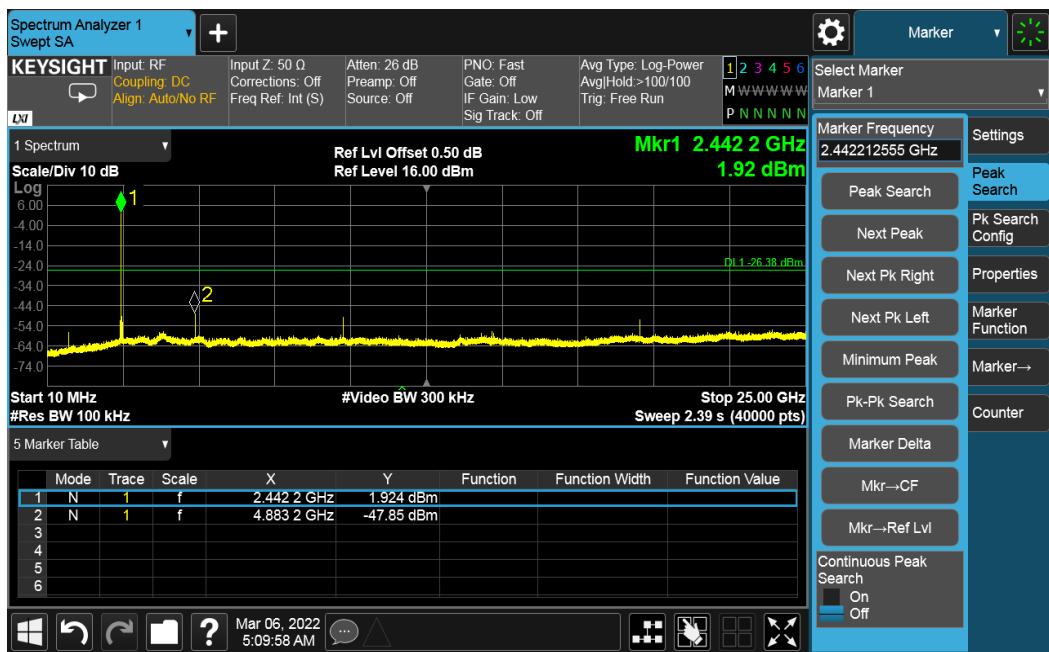 Spectrum Analyzer 1
Swept SA
+
Marker
KEYSIGHT Input: RF Input Z: 50 Ω Atten: 26 dB PNO: Fast Avg Type: Log-Power 1 2 3 4 5 6
Coupling: DC Corrections: Off Preamp: Off Gate: Off Avg|Hold:>100/100 M W W W W W
Align: Auto/No RF Freq Ref: Int (S) Source: Off IF Gain: Low Trig: Free Run
LXI Sig Track: Off P N N N N N
Select Marker
Marker 1
1 Spectrum
Ref Lvl Offset 0.50 dB
Mkr1 2.442 2 GHz
Scale/Div 10 dB
Ref Level 16.00 dBm
1.92 dBm
Log
1
6.00
-4.00
-14.0
-24.0
DL1 -26.38 dBm
-34.0
2
-44.0
-54.0
-64.0
-74.0
Start 10 MHz #Video BW 300 kHz Stop 25.00 GHz
#Res BW 100 kHz Sweep 2.39 s (40000 pts)
5 Marker Table
Mode Trace Scale X Y Function Function Width Function Value
1 N 1 f 2.442 2 GHz 1.924 dBm
2 N 1 f 4.883 2 GHz -47.85 dBm
3
4
5
6
Marker Frequency
2.442212555 GHz
Peak Search
Next Peak
Next Pk Right
Next Pk Left
Minimum Peak
Pk-Pk Search
Marker Delta
Mkr→CF
Mkr→Ref Lvl
Continuous Peak
Search
On
Off
Settings
Peak
Search
Pk Search
Config
Properties
Marker
Function
Marker→
Counter
?
Mar 06, 2022
5:09:58 AM